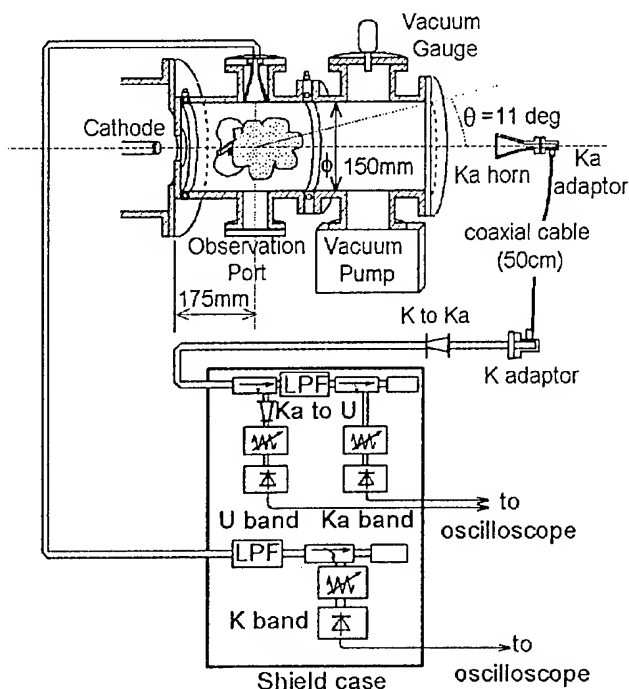 Vacuum
Gauge
Cathode
θ =11 deg
ϕ 150mm
Ka horn
Ka
adaptor
Observation
Port
Vacuum
Pump
coaxial cable
(50cm)
175mm
K to Ka
K adaptor
LPF
Ka to U
U band
Ka band
to
oscilloscope
LPF
K band
to
oscilloscope
Shield case